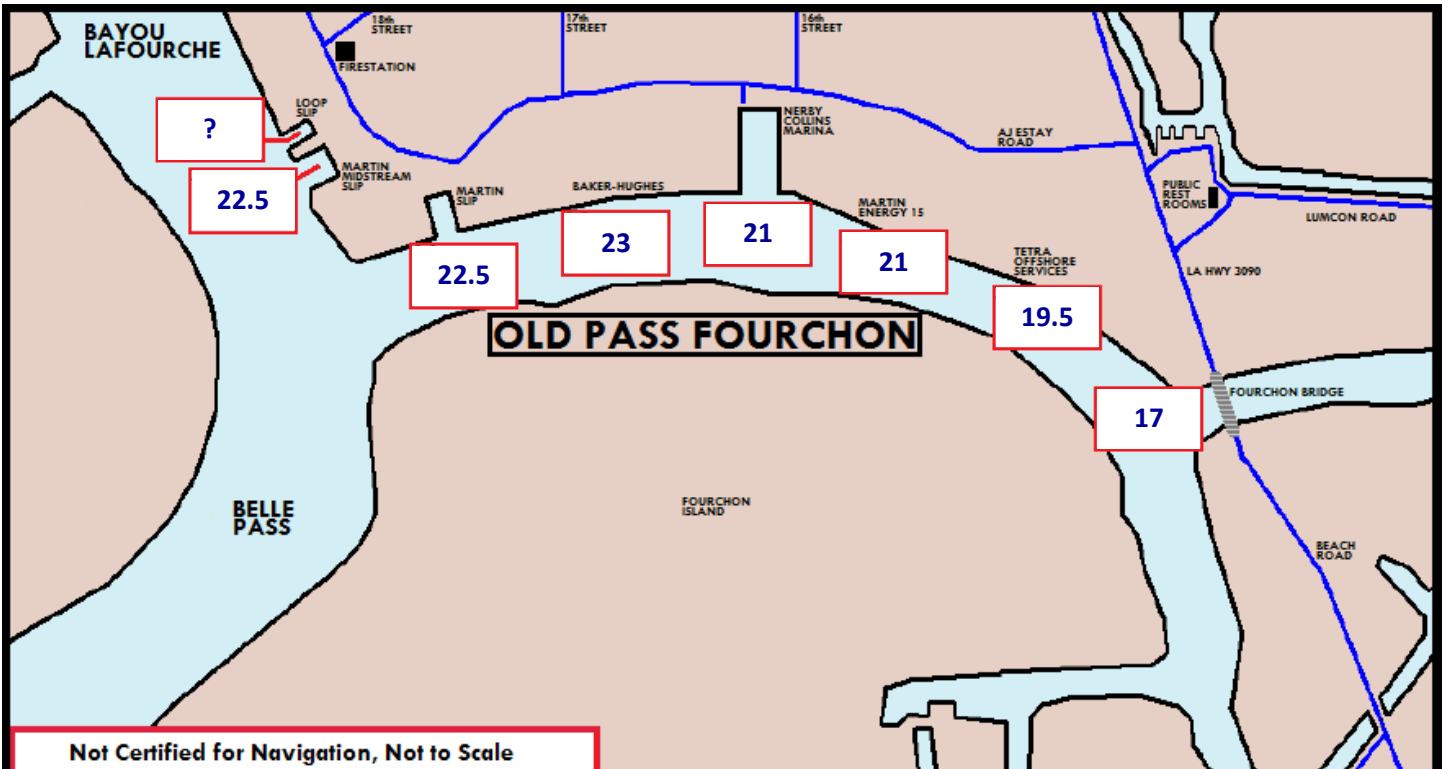 BAYOU
LAFOURCHE
18th
STREET
17th
STREET
16th
STREET
FIRESTATION
LOOP
SLIP
?
NERBY
COLLINS
MARINA
AJ ESTAY
ROAD
MARTIN
MIDSTREAM
SLIP
22.5
MARTIN
SLIP
BAKER-HUGHES
PUBLIC
REST
ROOMS
MARTIN
ENERGY 15
LUMCON ROAD
23
21
22.5
21
TETRA
OFFSHORE
SERVICES
LA HWY 3090
19.5
OLD PASS FOURCHON
FOURCHON BRIDGE
17
BELLE
PASS
FOURCHON
ISLAND
BEACH
ROAD
Not Certified for Navigation, Not to Scale